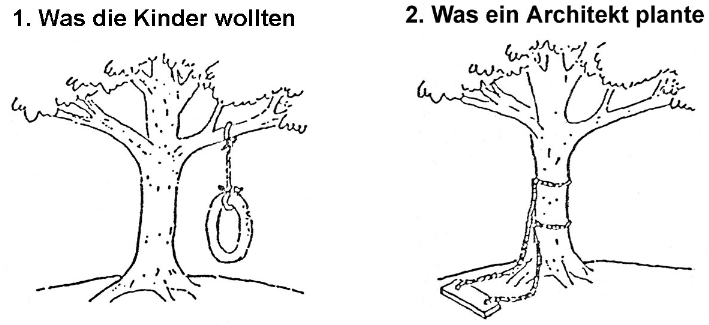 1. Was die Kinder wollten
2. Was ein Architekt plante